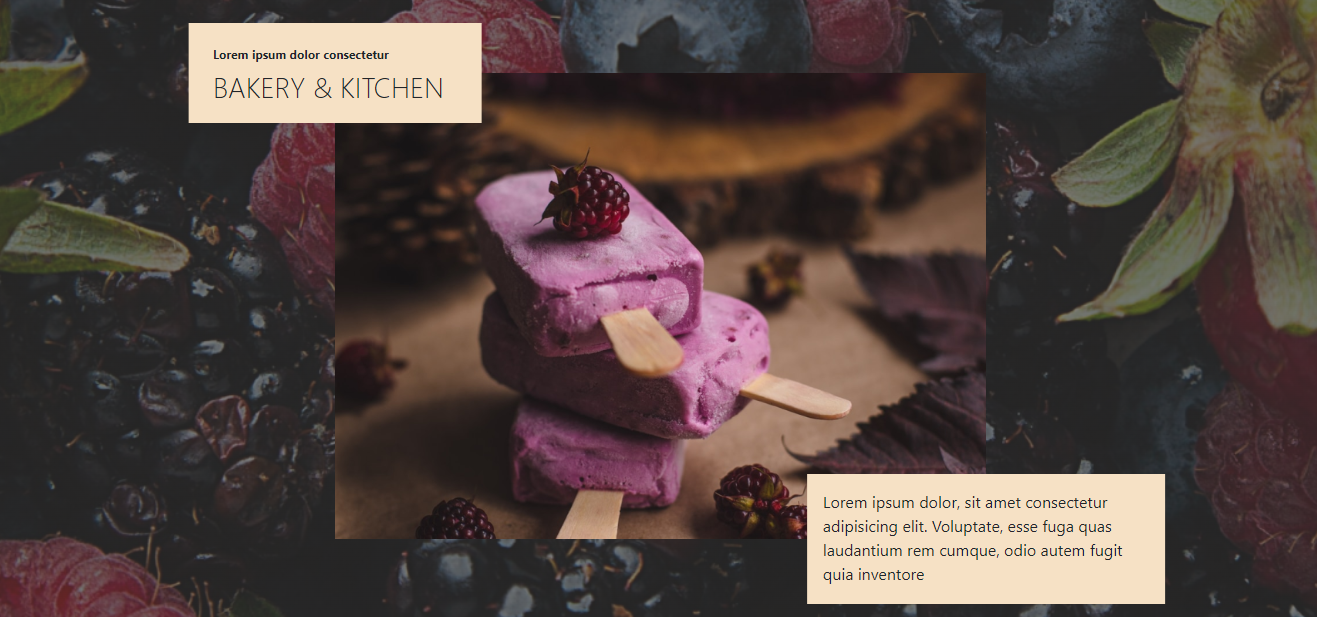 Lorem ipsum dolor consectetur
BAKERY & KITCHEN
Lorem ipsum dolor, sit amet consectetur
adipisicing elit. Voluptate, esse fuga quas
laudantium rem cumque, odio autem fugit
quia inventore